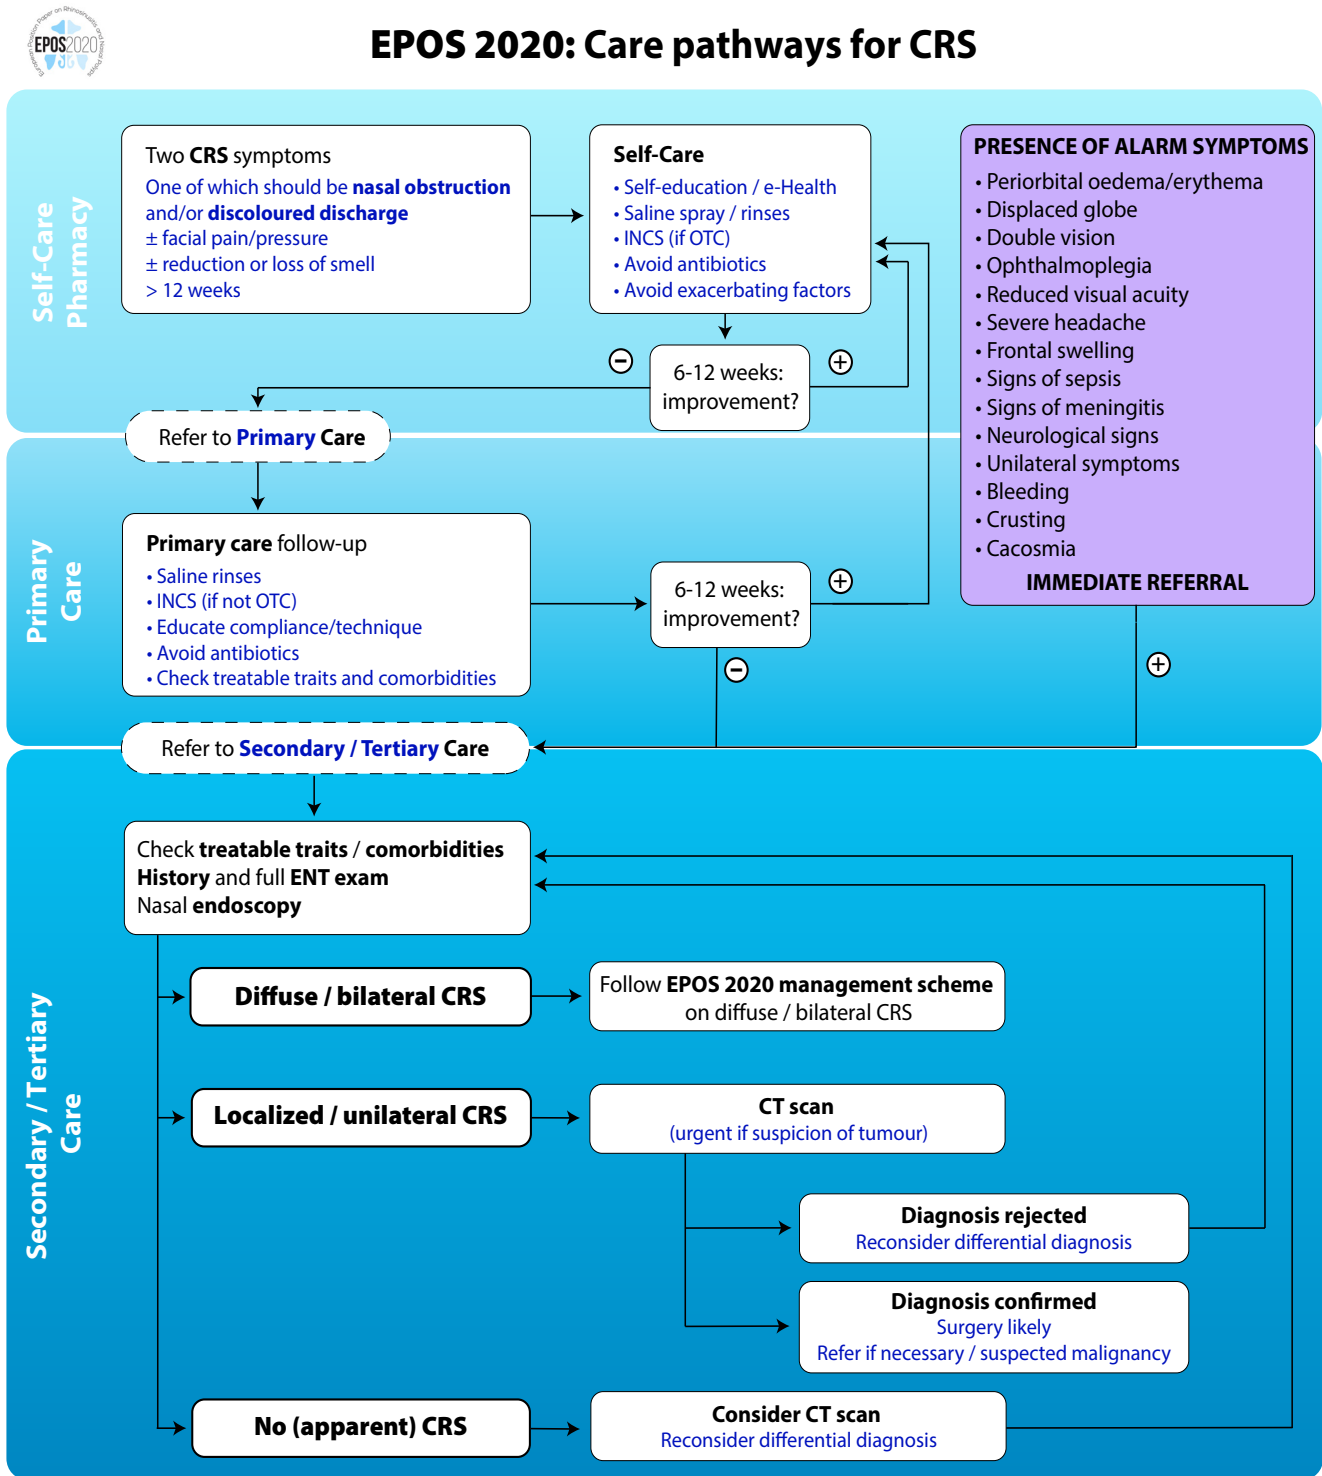 European Position Paper on Rhinosinusitis and Nasal Polyps
EPOS2020
EPOS 2020: Care pathways for CRS
Self-Care
Pharmacy
Two CRS symptoms
One of which should be nasal obstruction
and/or discoloured discharge
± facial pain/pressure
± reduction or loss of smell
> 12 weeks
Self-Care
• Self-education / e-Health
• Saline spray / rinses
• INCS (if OTC)
• Avoid antibiotics
• Avoid exacerbating factors
PRESENCE OF ALARM SYMPTOMS
• Periorbital oedema/erythema
• Displaced globe
• Double vision
• Ophthalmoplegia
• Reduced visual acuity
• Severe headache
• Frontal swelling
• Signs of sepsis
• Signs of meningitis
• Neurological signs
• Unilateral symptoms
• Bleeding
• Crusting
• Cacosmia
IMMEDIATE REFERRAL
−
6-12 weeks:
improvement?
+
Refer to Primary Care
Primary
Care
Primary care follow-up
• Saline rinses
• INCS (if not OTC)
• Educate compliance/technique
• Avoid antibiotics
• Check treatable traits and comorbidities
6-12 weeks:
improvement?
+
−
+
Refer to Secondary / Tertiary Care
Secondary / Tertiary
Care
Check treatable traits / comorbidities
History and full ENT exam
Nasal endoscopy
Diffuse / bilateral CRS
Follow EPOS 2020 management scheme
on diffuse / bilateral CRS
Localized / unilateral CRS
CT scan
(urgent if suspicion of tumour)
Diagnosis rejected
Reconsider differential diagnosis
Diagnosis confirmed
Surgery likely
Refer if necessary / suspected malignancy
No (apparent) CRS
Consider CT scan
Reconsider differential diagnosis